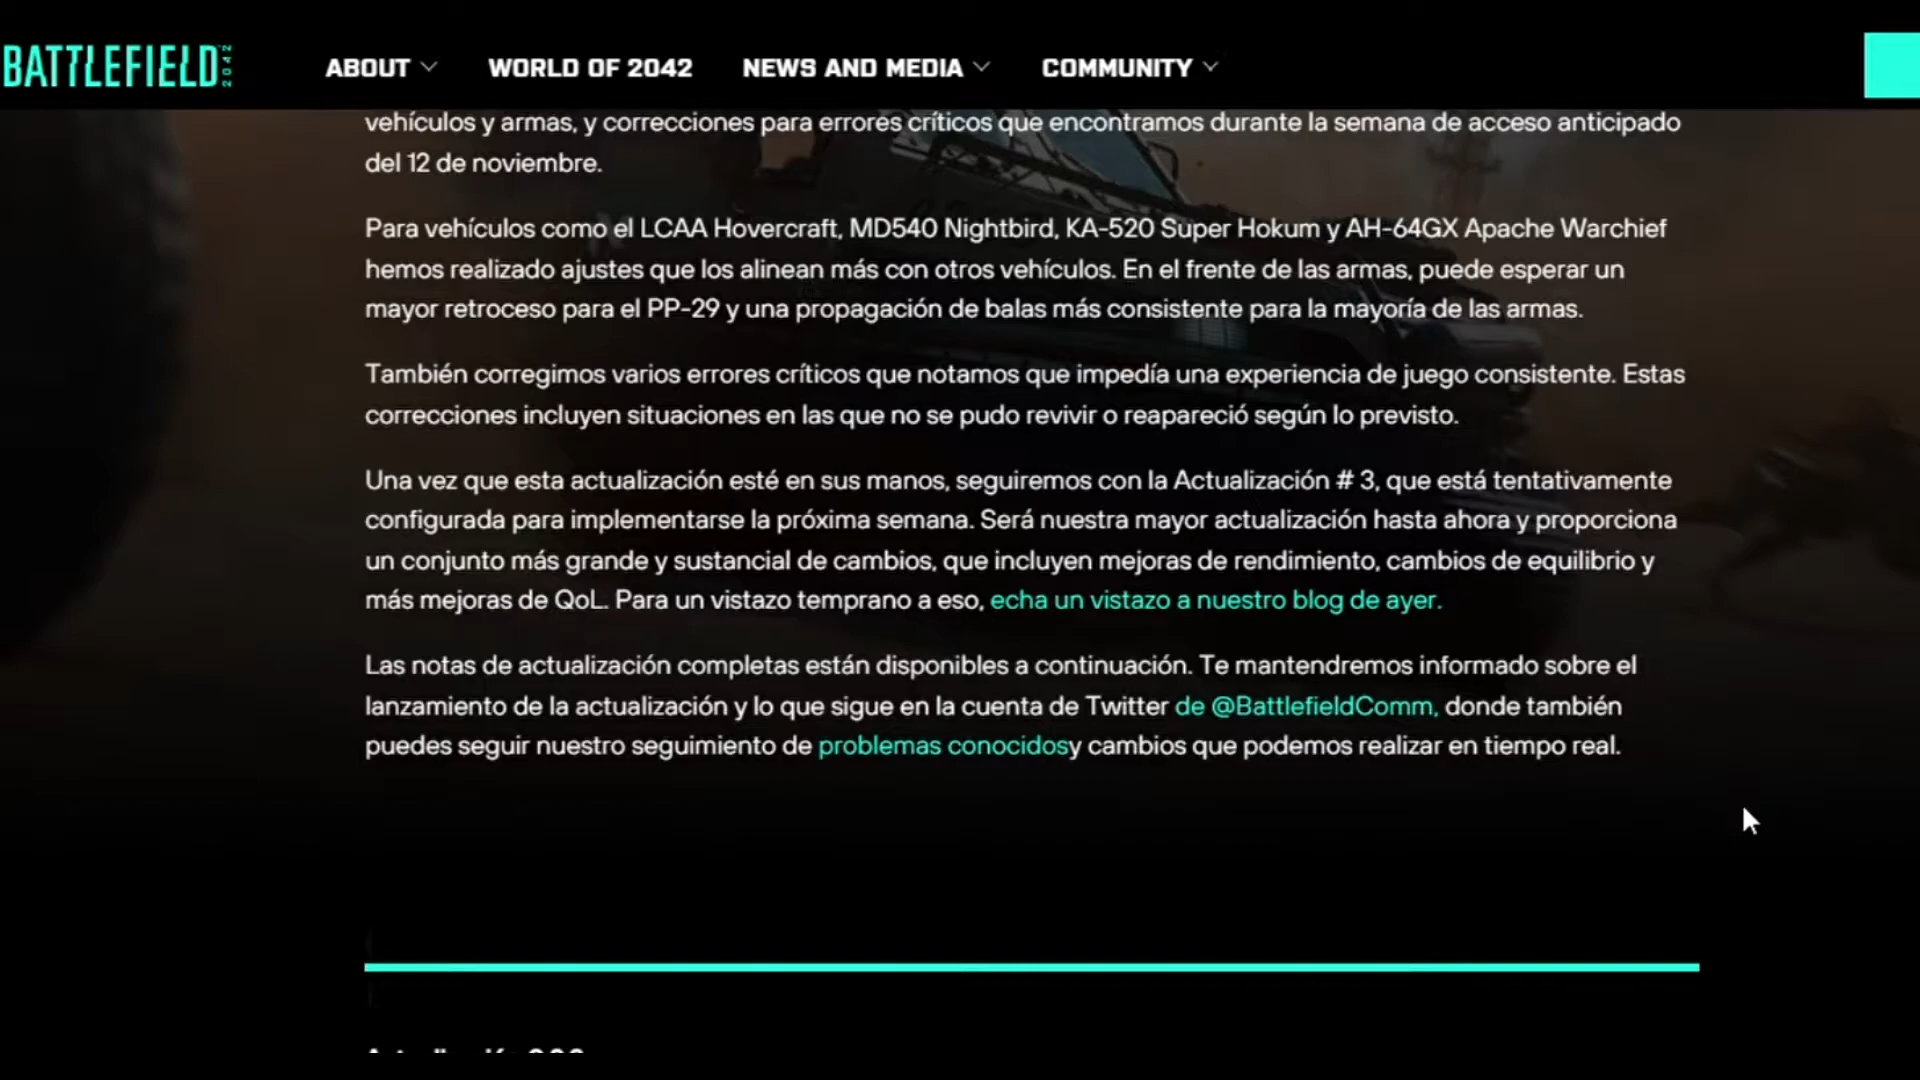 BATTLEFIELD 2042
ABOUT
WORLD OF 2042
NEWS AND MEDIA
COMMUNITY
vehículos y armas, y correcciones para errores críticos que encontramos durante la semana de acceso anticipado
del 12 de noviembre.
Para vehículos como el LCAA Hovercraft, MD540 Nightbird, KA-520 Super Hokum y AH-64GX Apache Warchief
hemos realizado ajustes que los alinean más con otros vehículos. En el frente de las armas, puede esperar un
mayor retroceso para el PP-29 y una propagación de balas más consistente para la mayoría de las armas.
También corregimos varios errores críticos que notamos que impedía una experiencia de juego consistente. Estas
correcciones incluyen situaciones en las que no se pudo revivir o reapareció según lo previsto.
Una vez que esta actualización esté en sus manos, seguiremos con la Actualización # 3, que está tentativamente
configurada para implementarse la próxima semana. Será nuestra mayor actualización hasta ahora y proporciona
un conjunto más grande y sustancial de cambios, que incluyen mejoras de rendimiento, cambios de equilibrio y
más mejoras de QoL. Para un vistazo temprano a eso, echa un vistazo a nuestro blog de ayer.
Las notas de actualización completas están disponibles a continuación. Te mantendremos informado sobre el
lanzamiento de la actualización y lo que sigue en la cuenta de Twitter de @BattlefieldComm, donde también
puedes seguir nuestro seguimiento de problemas conocidosy cambios que podemos realizar en tiempo real.